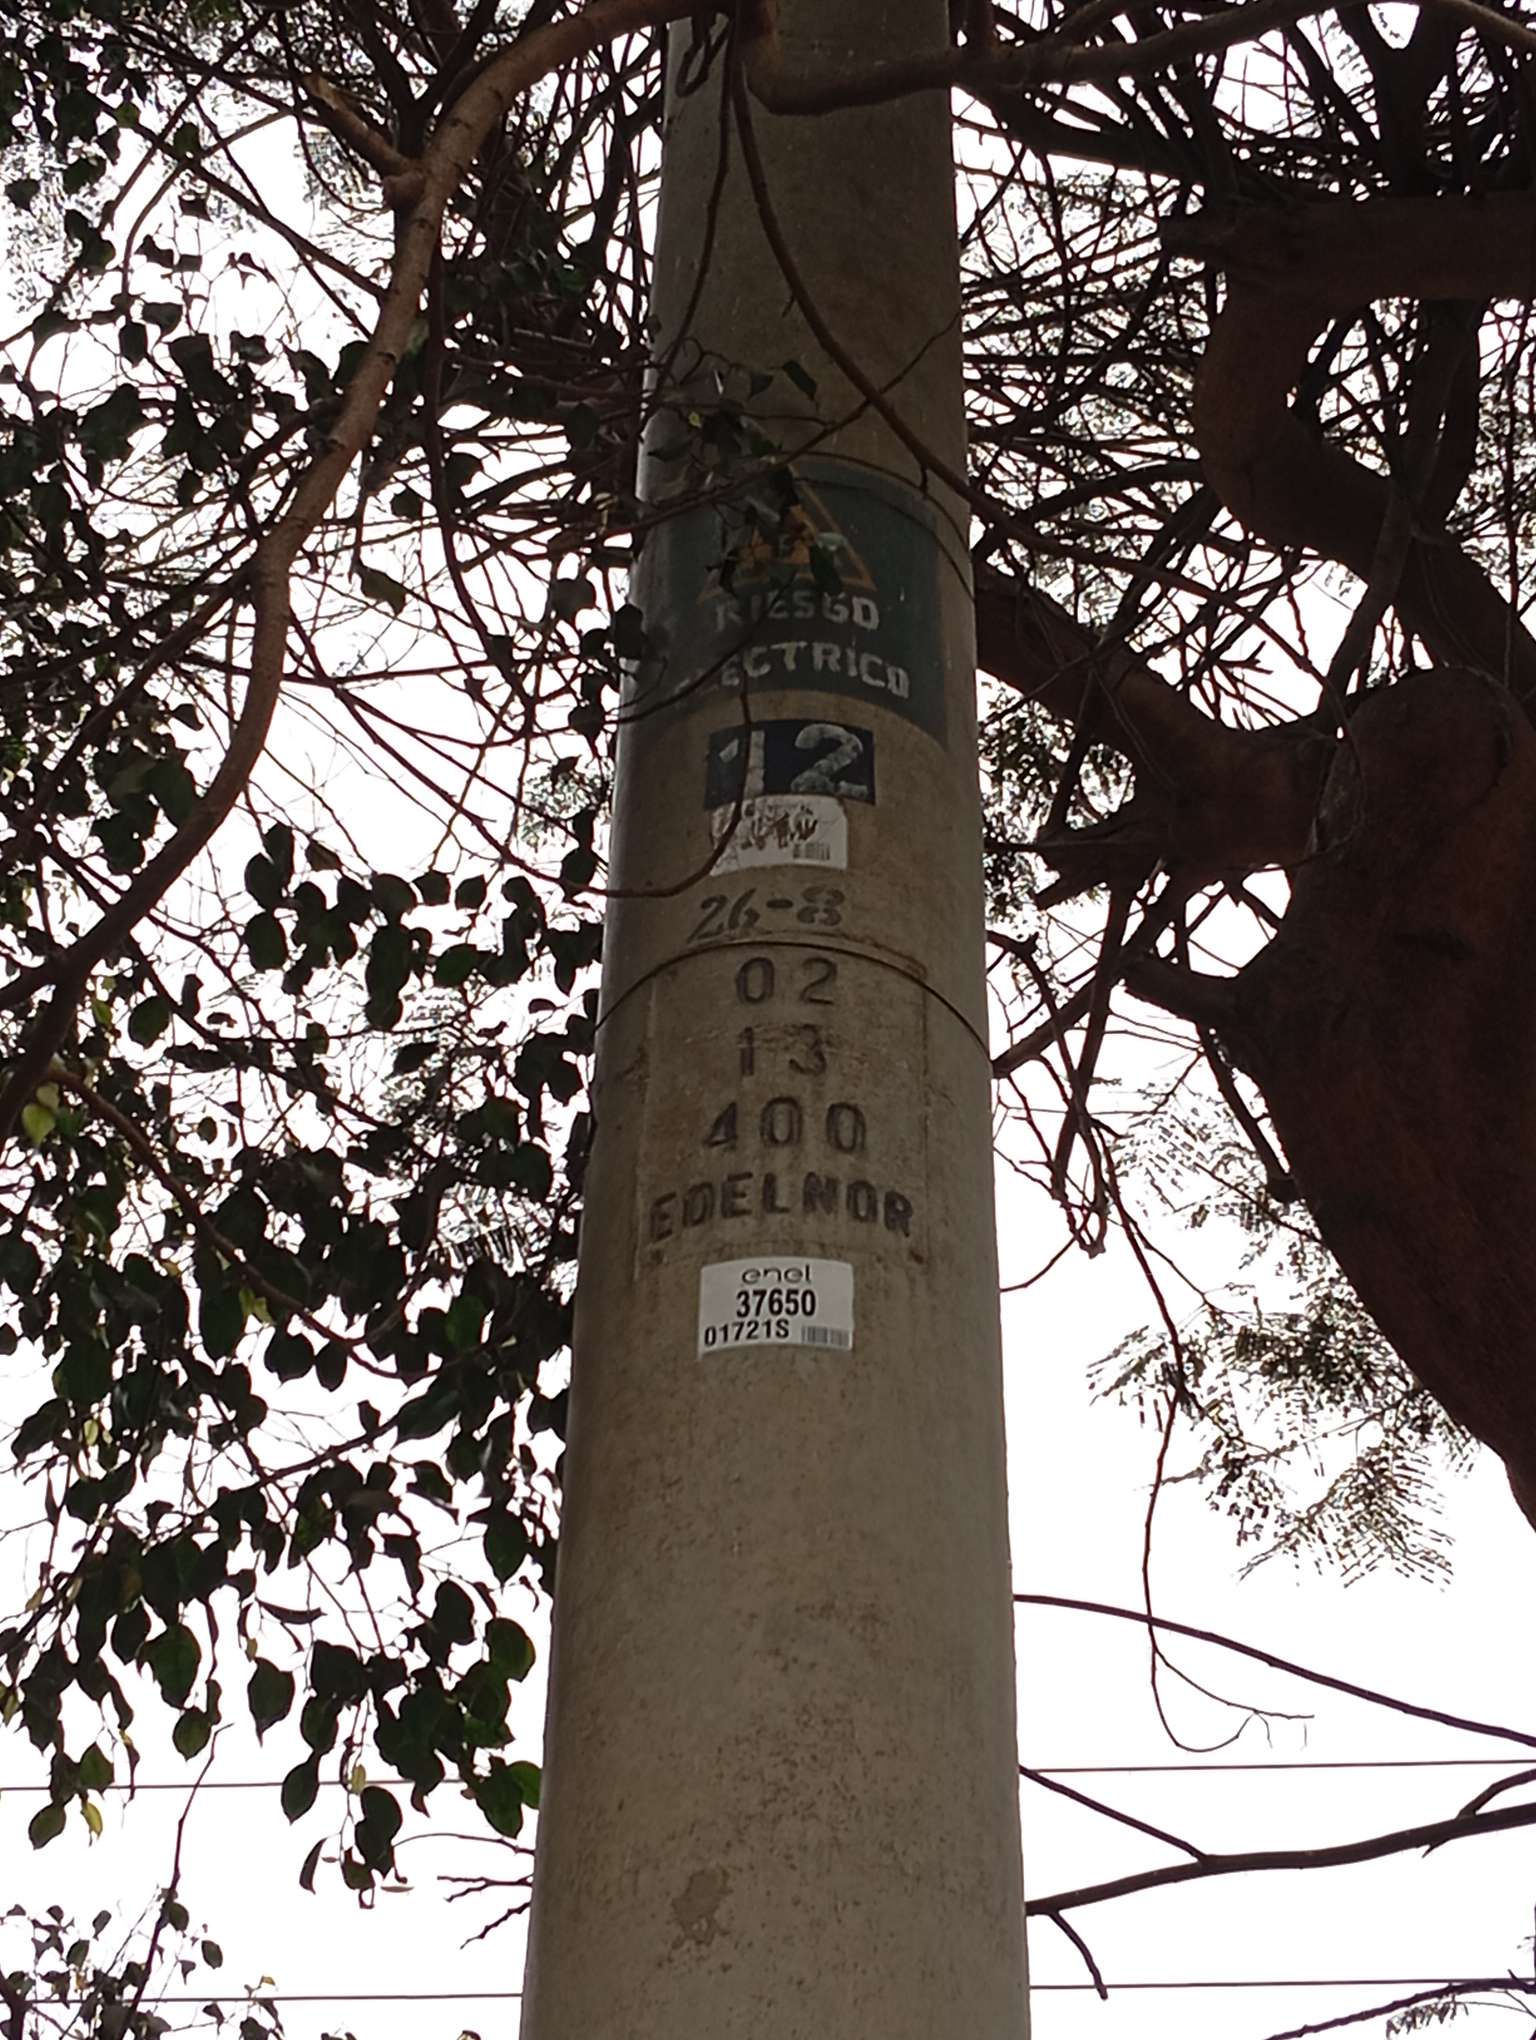 RIESGO
ELECTRICO
12
26-8
02
13
400
EDELNOR
enel
37650
01721S